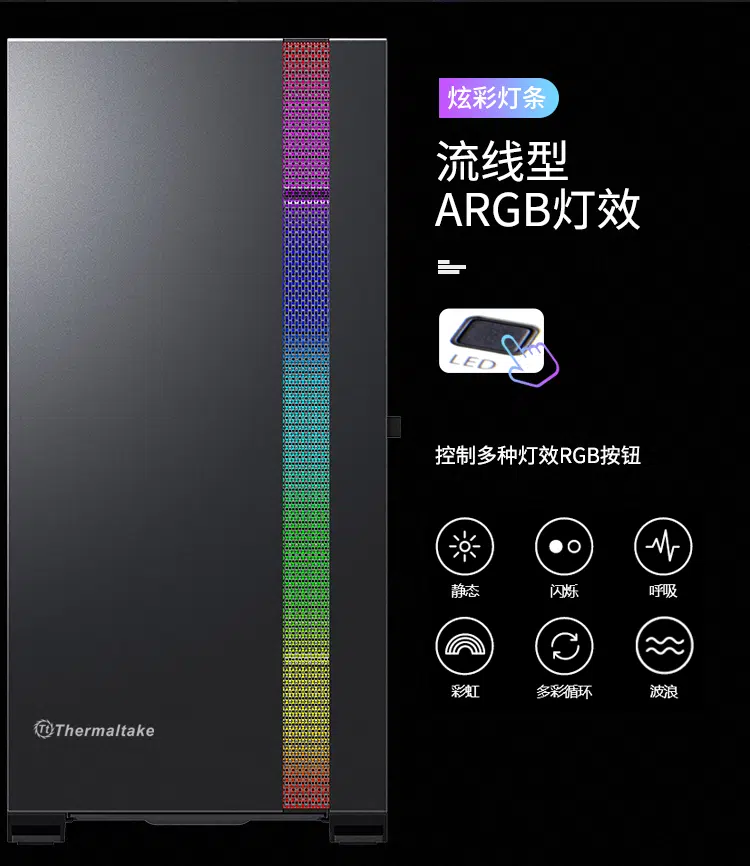 炫彩灯条
流线型
ARGB灯效
LED
控制多种灯效RGB按钮
静态
闪烁
呼吸
彩虹
多彩循环
波浪
Tt Thermaltake